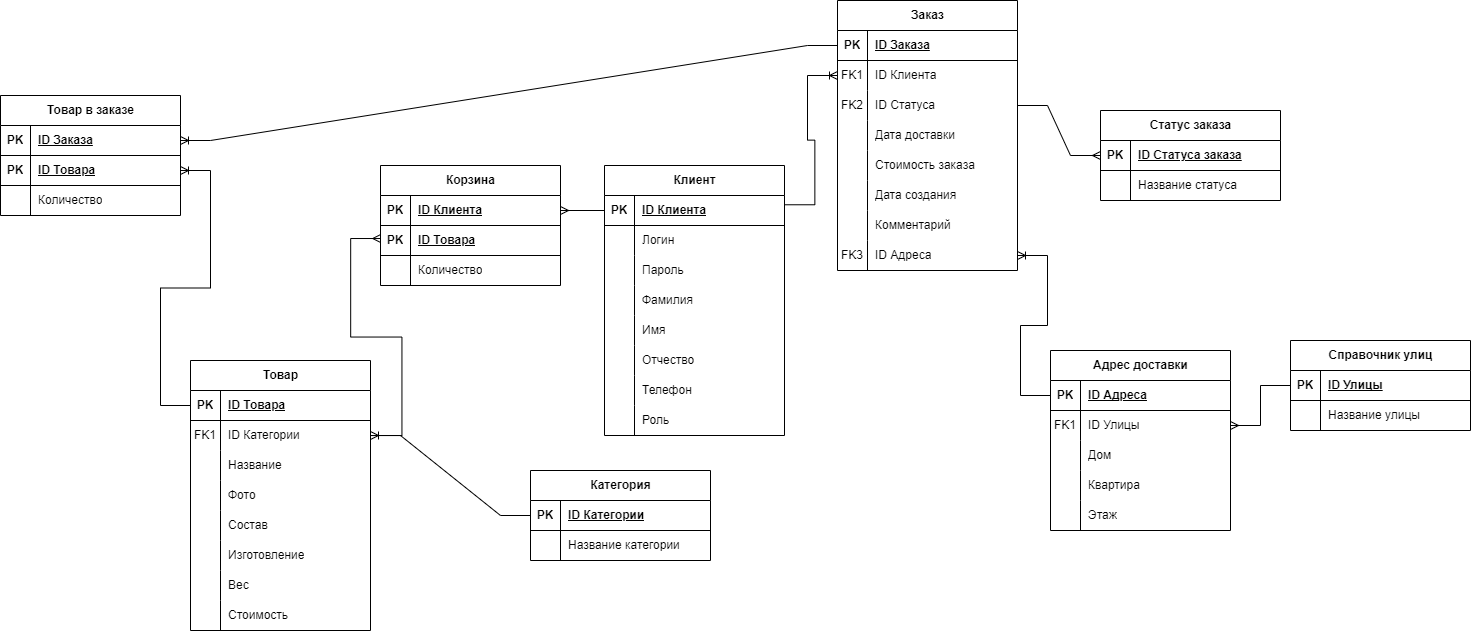 Заказ
PK ID Заказа
FK1 ID Клиента
FK2 ID Статуса
Дата доставки
Стоимость заказа
Дата создания
Комментарий
FK3 ID Адреса
Товар в заказе
PK ID Заказа
PK ID Товара
Количество
Статус заказа
PK ID Статуса заказа
Название статуса
Корзина
PK ID Клиента
PK ID Товара
Количество
Клиент
PK ID Клиента
Логин
Пароль
Фамилия
Имя
Отчество
Телефон
Роль
Товар
PK ID Товара
FK1 ID Категории
Название
Фото
Состав
Изготовление
Вес
Стоимость
Категория
PK ID Категории
Название категории
Адрес доставки
PK ID Адреса
FK1 ID Улицы
Дом
Квартира
Этаж
Справочник улиц
PK ID Улицы
Название улицы